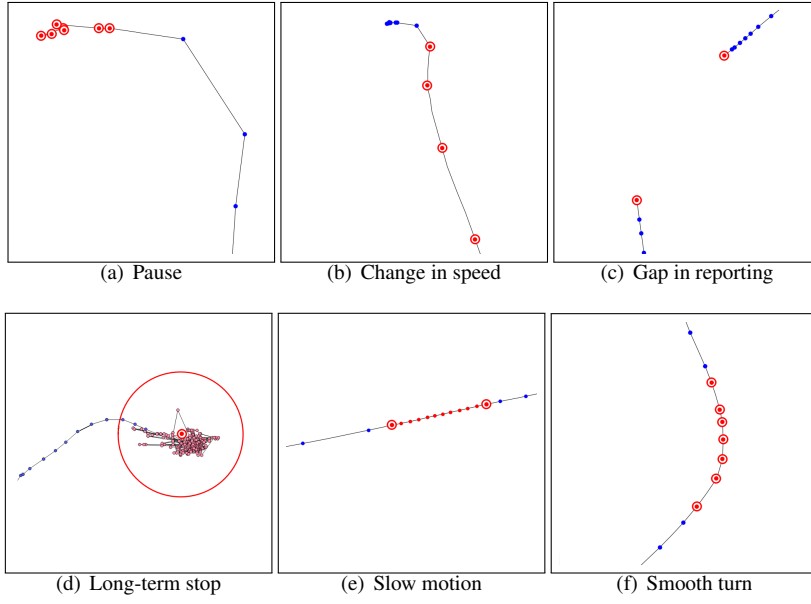 (a) Pause
(b) Change in speed
(c) Gap in reporting
(d) Long-term stop
(e) Slow motion
(f) Smooth turn